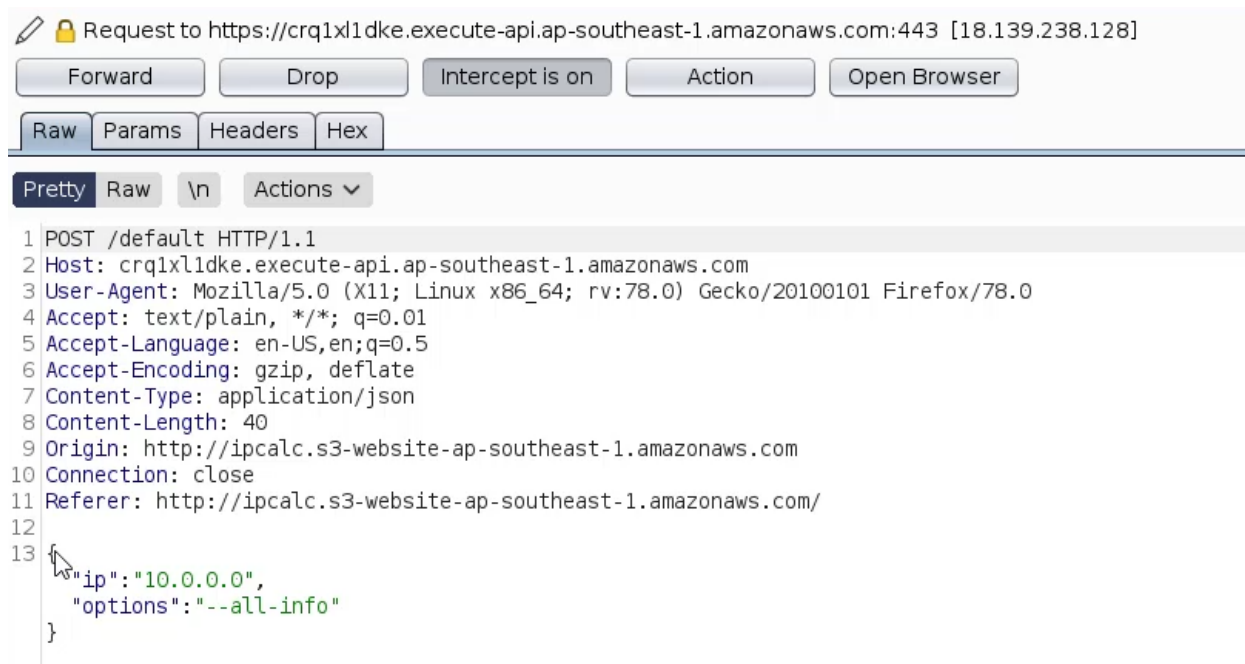 Request to https://crq1xl1dke.execute-api.ap-southeast-1.amazonaws.com:443 [18.139.238.128]
Forward Drop Intercept is on Action Open Browser
Raw Params Headers Hex
Pretty Raw \n Actions
1 POST /default HTTP/1.1
2 Host: crq1xl1dke.execute-api.ap-southeast-1.amazonaws.com
3 User-Agent: Mozilla/5.0 (X11; Linux x86_64; rv:78.0) Gecko/20100101 Firefox/78.0
4 Accept: text/plain, */*; q=0.01
5 Accept-Language: en-US,en;q=0.5
6 Accept-Encoding: gzip, deflate
7 Content-Type: application/json
8 Content-Length: 40
9 Origin: http://ipcalc.s3-website-ap-southeast-1.amazonaws.com
10 Connection: close
11 Referer: http://ipcalc.s3-website-ap-southeast-1.amazonaws.com/
12
13 {
"ip":"10.0.0.0",
"options":"--all-info"
}